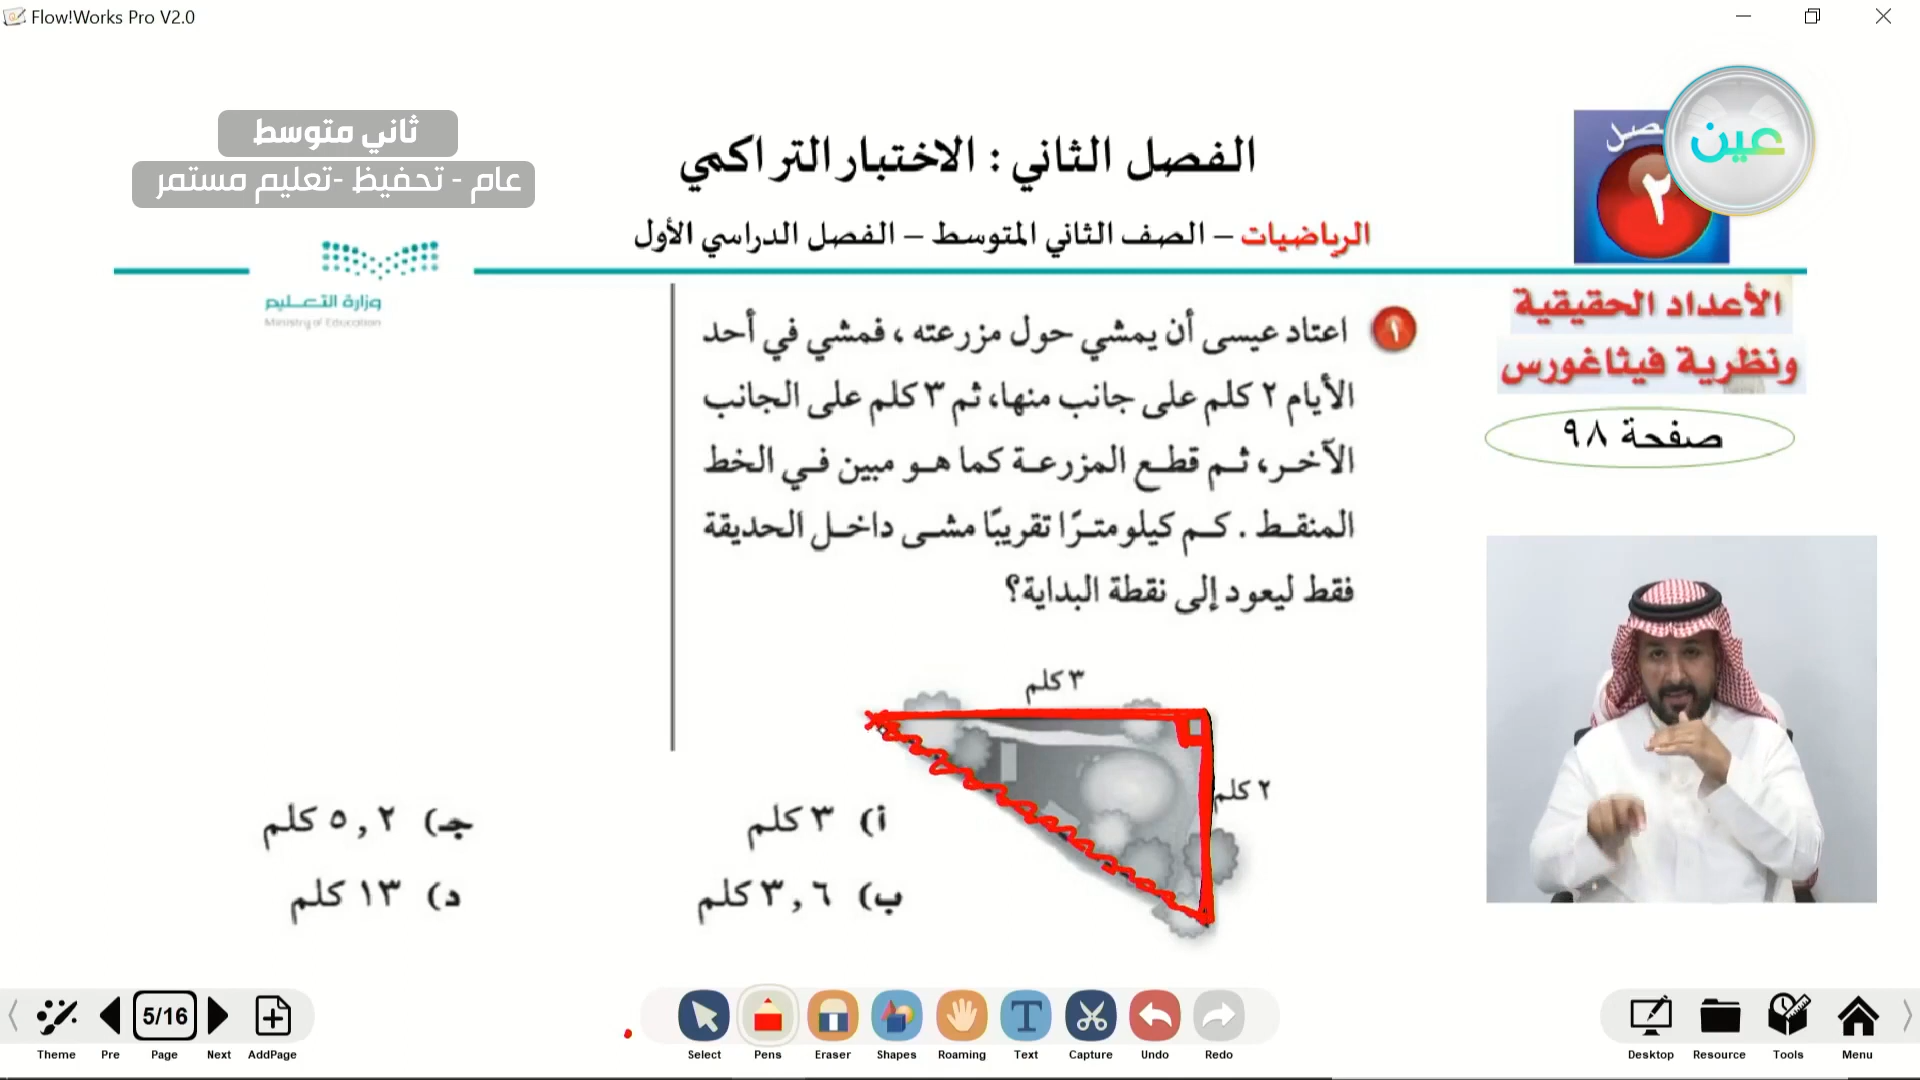 Flow!Works Pro V2.0
ثاني متوسط
عام - تحفيظ -تعليم مستمر
الفصل الثاني : الاختبار التراكمي
٢
عين
الرياضيات – الصف الثاني المتوسط – الفصل الدراسي الأول
وزارة التعليم
Ministry of Education
الأعداد الحقيقية
ونظرية فيثاغورس
صفحة ٩٨
١ اعتاد عيسى أن يمشي حول مزرعته ، فمشي في أحد
الأيام ٢ كلم على جانب منها، ثم ٣ كلم على الجانب
الآخر، ثم قطع المزرعة كما هو مبين في الخط
المنقط . كم كيلومترًا تقريبًا مشى داخل الحديقة
فقط ليعود إلى نقطة البداية؟
٣ كلم
٢ كلم
أ) ٣ كلم
ج) ٥,٢ كلم
ب) ٣,٦ كلم
د) ١٣ كلم
5/16
Theme Pre Page Next AddPage
Select Pens Eraser Shapes Roaming Text Capture Undo Redo
Desktop Resource Tools Menu